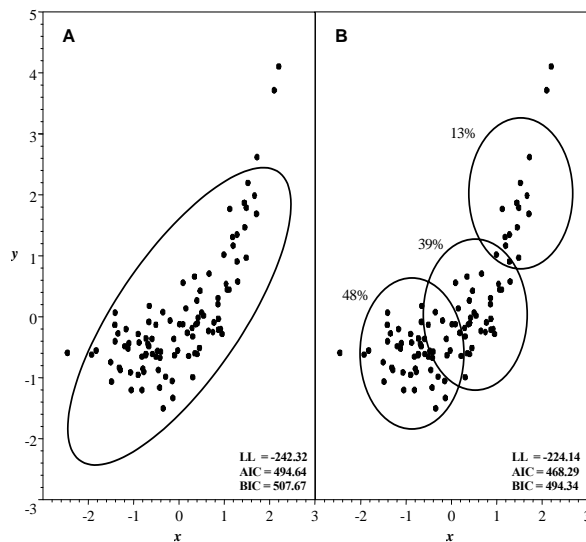 A
B
5
4
3
2
1
0
-1
-2
-3
y
13%
39%
48%
LL = -242.32
AIC = 494.64
BIC = 507.67
LL = -224.14
AIC = 468.29
BIC = 494.34
-2 -1 0 1 2 3
-2 -1 0 1 2 3
x
x